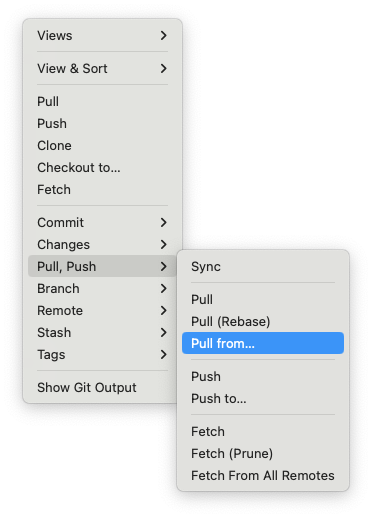 Views
View & Sort
Pull
Push
Clone
Checkout to...
Fetch
Commit
Changes
Pull, Push
Branch
Remote
Stash
Tags
Show Git Output
Sync
Pull
Pull (Rebase)
Pull from...
Push
Push to...
Fetch
Fetch (Prune)
Fetch From All Remotes